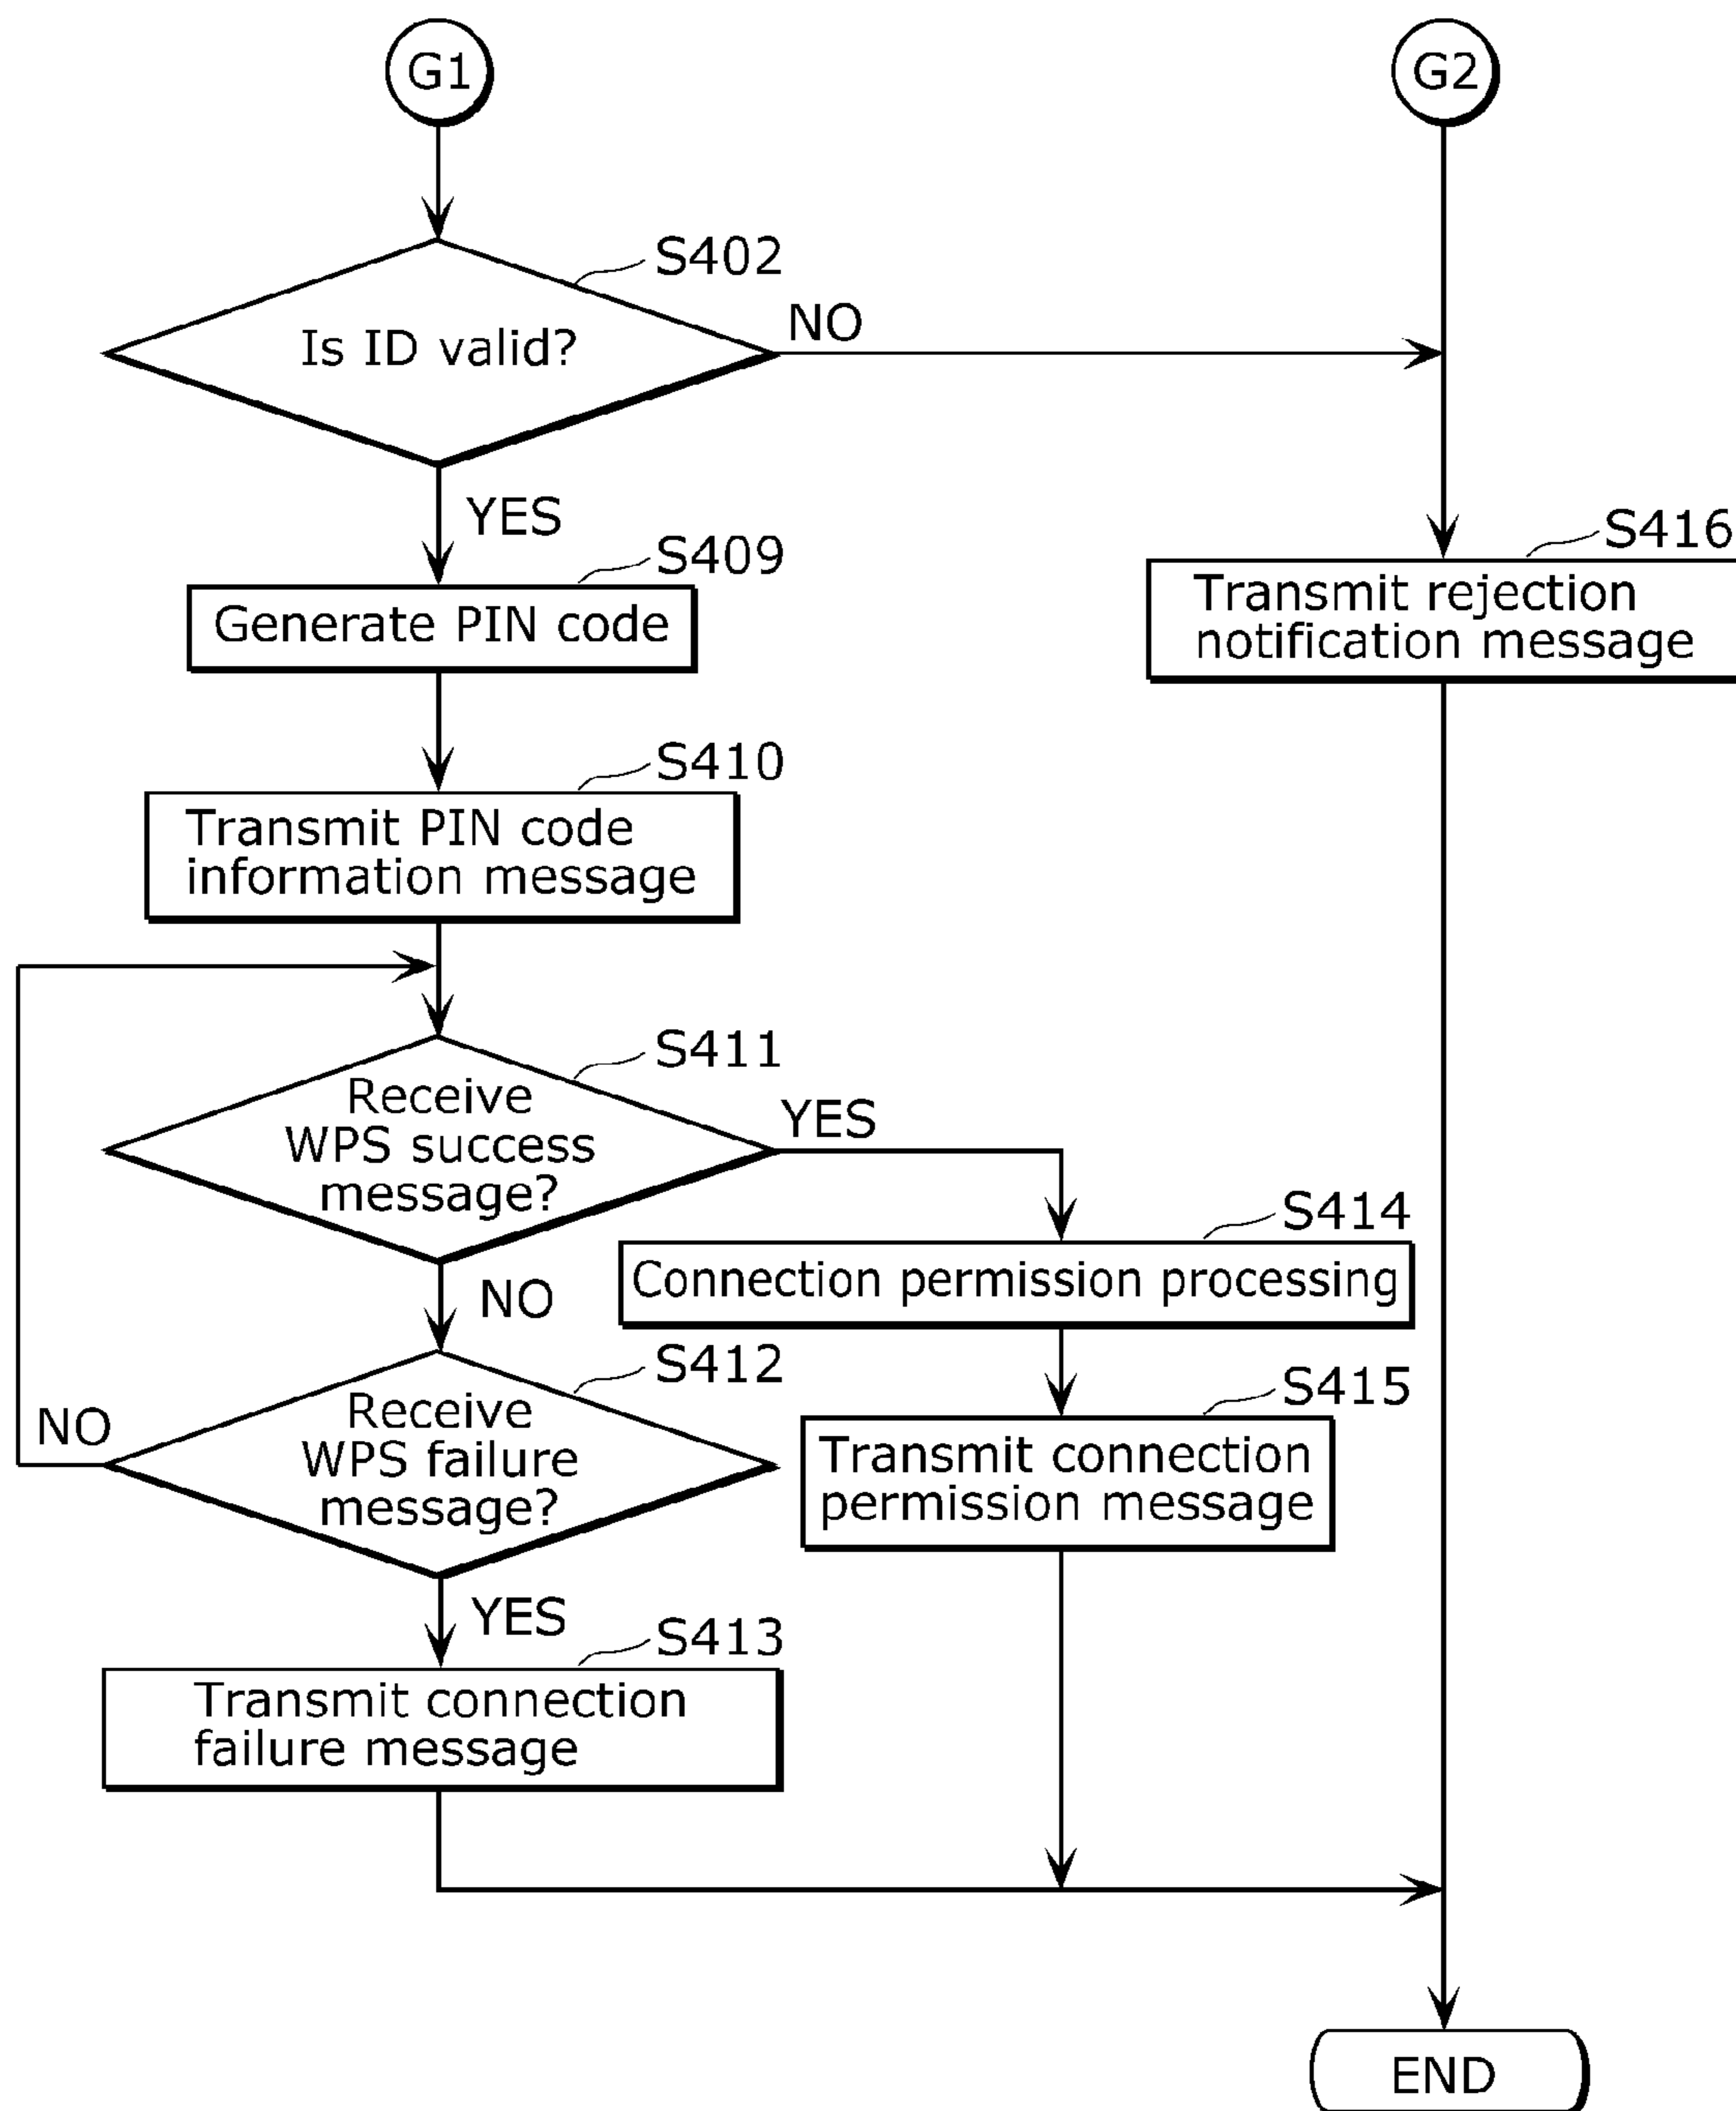 G1
G2
S402
Is ID valid?
NO
YES
S409
Generate PIN code
S416
Transmit rejection
notification message
S410
Transmit PIN code
information message
S411
Receive
WPS success
message?
YES
NO
S414
Connection permission processing
S412
Receive
WPS failure
message?
NO
S415
Transmit connection
permission message
YES
S413
Transmit connection
failure message
END